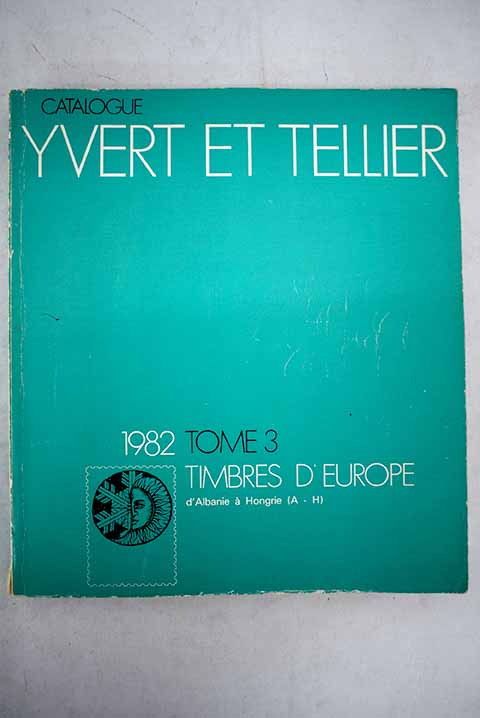 CATALOGUE
YVERT ET TELLIER
1982 TOME 3
TIMBRES D'EUROPE
d'Albanie à Hongrie (A - H)